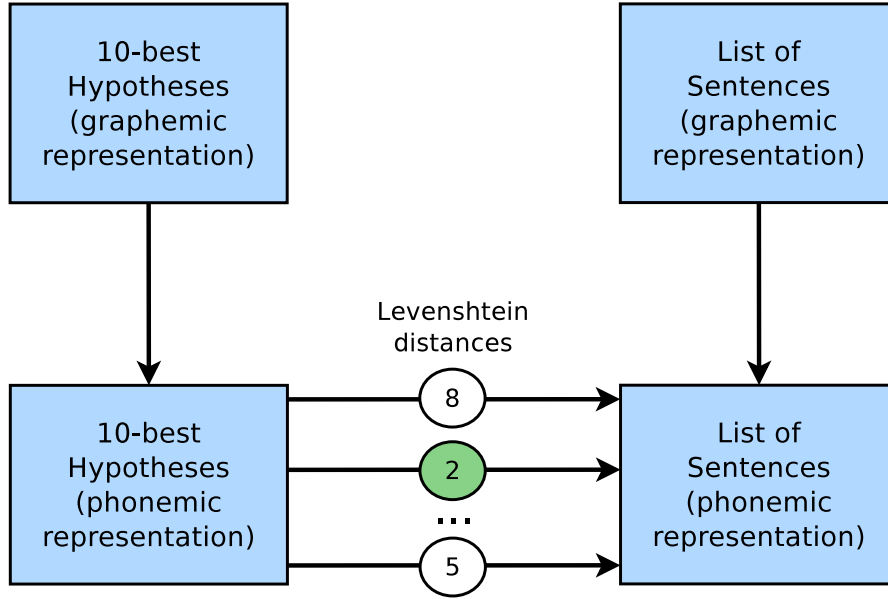 10-best
Hypotheses
(graphemic
representation)
List of
Sentences
(graphemic
representation)
Levenshtein
distances
10-best
Hypotheses
(phonemic
representation)
8
2
...
5
List of
Sentences
(phonemic
representation)